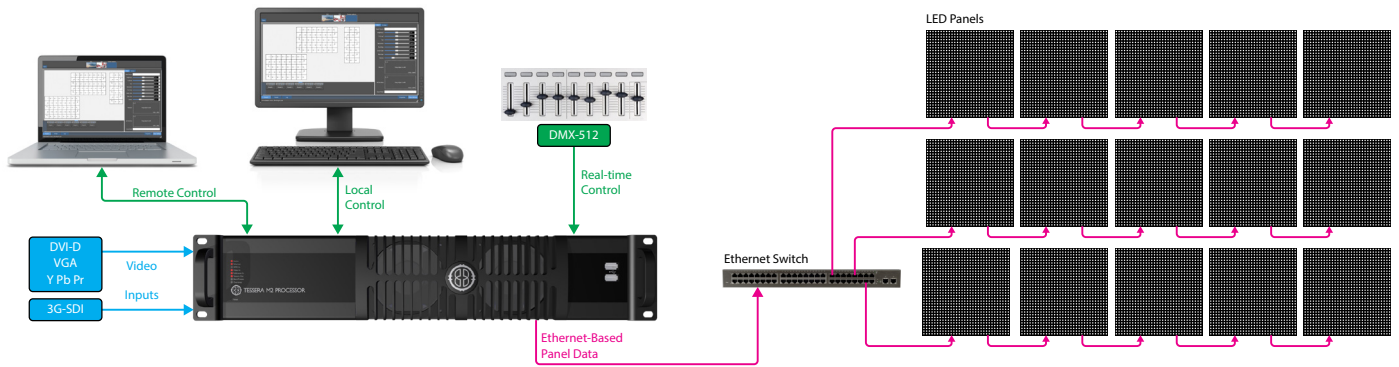 LED Panels
DMX-512
Remote Control
Local
Control
Real-time
Control
DVI-D
VGA
Y Pb Pr
Video
Inputs
3G-SDI
TESSERA M2 PROCESSOR
Ethernet Switch
Ethernet-Based
Panel Data